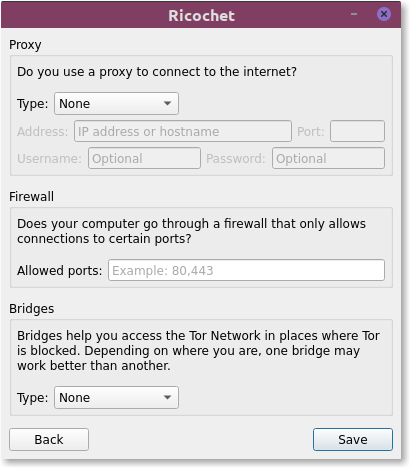 Ricochet
Proxy
Do you use a proxy to connect to the internet?
Type: None
Address: IP address or hostname Port:
Username: Optional Password: Optional
Firewall
Does your computer go through a firewall that only allows
connections to certain ports?
Allowed ports: Example: 80,443
Bridges
Bridges help you access the Tor Network in places where Tor
is blocked. Depending on where you are, one bridge may
work better than another.
Type: None
Back Save